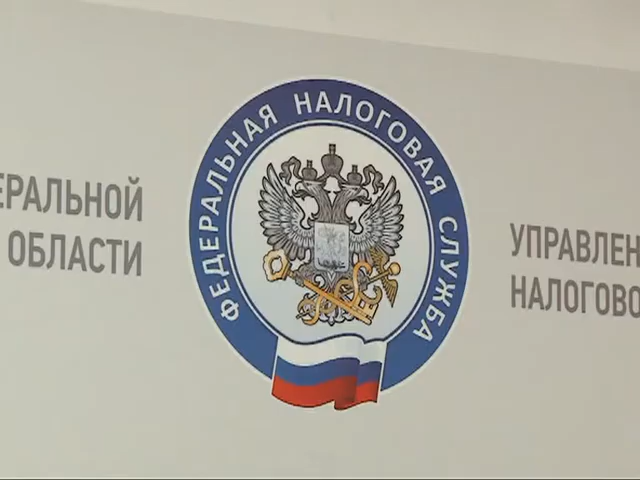 ЕРАЛЬНОЙ
ОБЛАСТИ
ФЕДЕРАЛЬНАЯ НАЛОГОВАЯ СЛУЖБА
УПРАВЛЕН
НАЛОГОВО